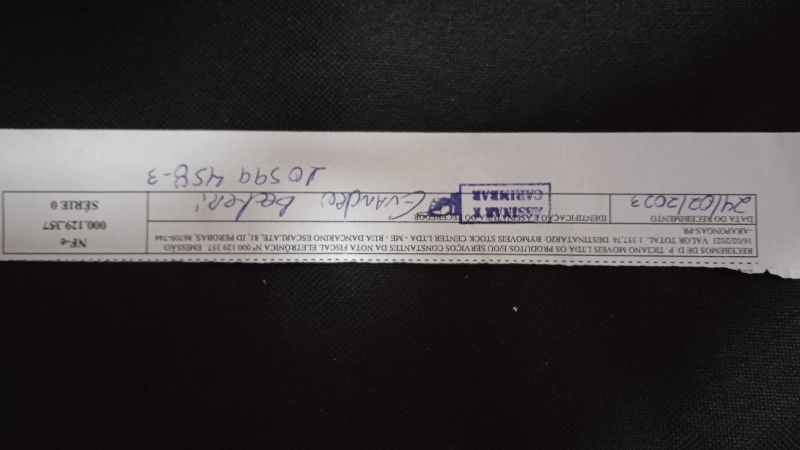 RECEBEMOS DE D. P. TICIANO MOVEIS LTDA OS PRODUTOS E/OU SERVIÇOS CONSTANTES DA NOTA FISCAL ELETRÔNICA Nº 000.129.357 EMISSÃO
16/02/2023 VALOR TOTAL 1.357,74 DESTINATÁRIO BYMOVEIS STOCK CENTER LTDA - ME - RUA DANCARINO ESCARLATE, 81, JD PEROBAS, 86709-744
-ARAPONGAS-PR
NF-e
000.129.357
SÉRIE 0
DATA DO RECEBIMENTO
24/02/2023
IDENTIFICAÇÃO E ASSINATURA DO RECEBEDOR
ASSINAR Y
CARIMBAR
Evandro
10 599 458-3